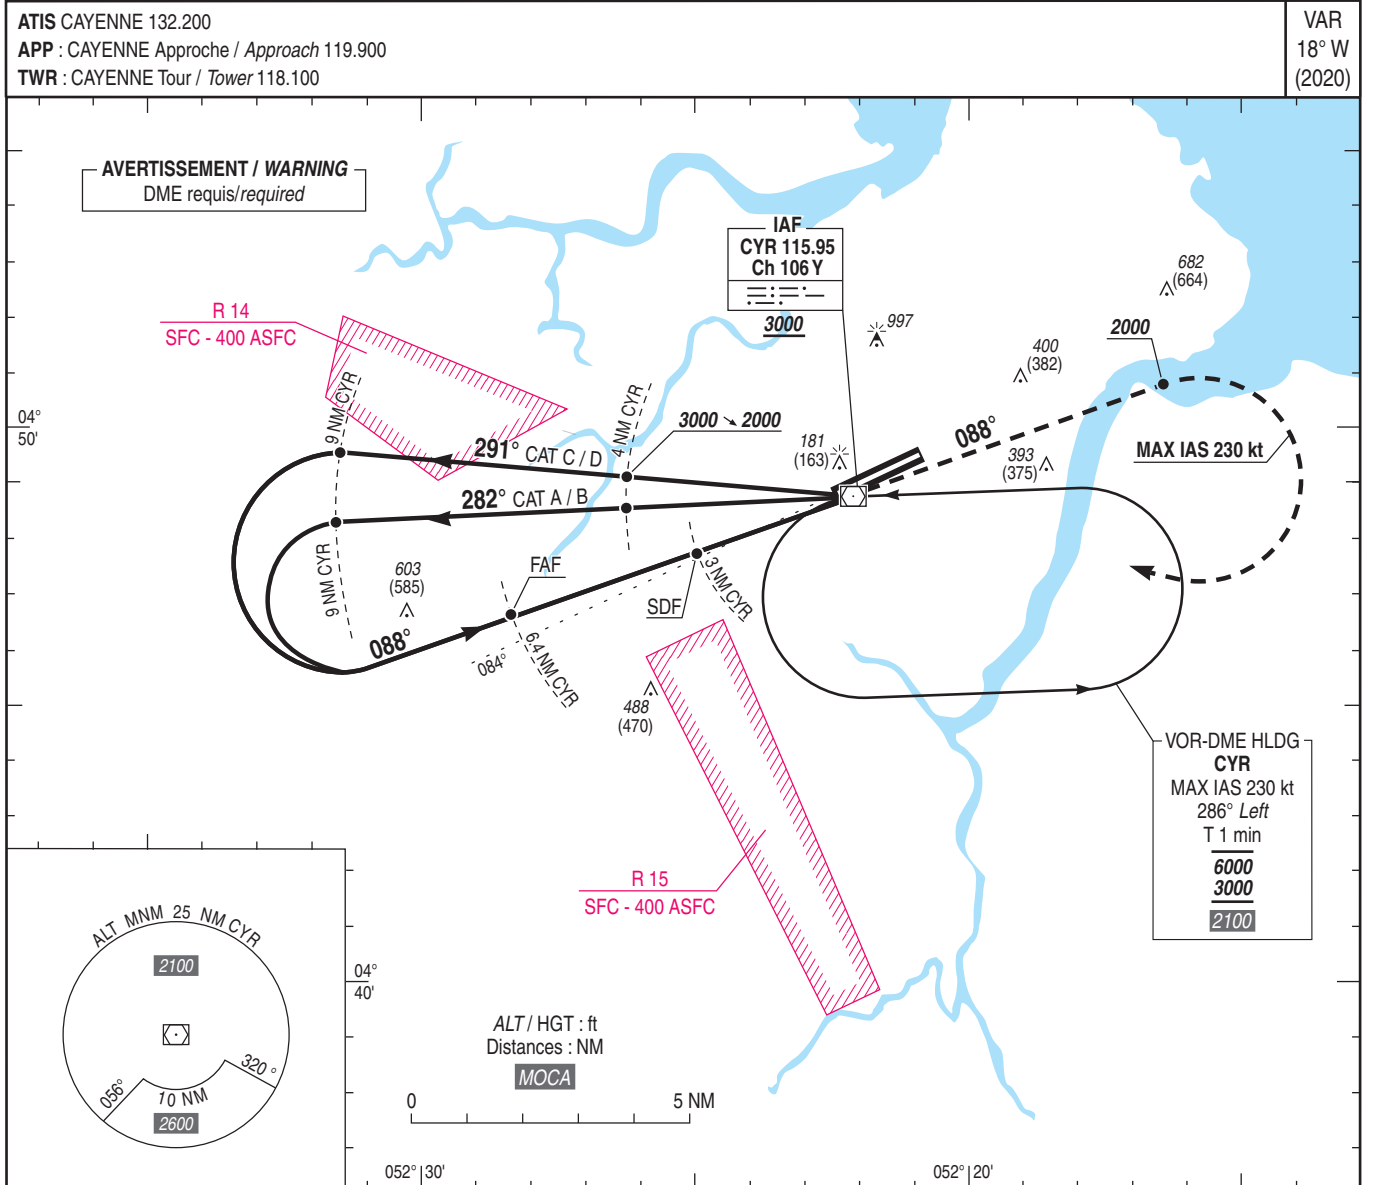 ATIS CAYENNE 132.200
APP : CAYENNE Approche / Approach 119.900
TWR : CAYENNE Tour / Tower 118.100
VAR
18° W
(2020)
AVERTISSEMENT / WARNING
DME requis/required
IAF
CYR 115.95
Ch 106 Y
3000
R 14
SFC - 400 ASFC
997
682
(664)
2000
400
(382)
04°
50'
9 NM CYR
4 NM CYR
3000 ↘ 2000
291° CAT C / D
181
(163)
088°
393
(375)
MAX IAS 230 kt
282° CAT A / B
9 NM CYR
603
(585)
FAF
3 NM CYR
SDF
088°
084°
6.4 NM CYR
488
(470)
VOR-DME HLDG
CYR
MAX IAS 230 kt
286° Left
T 1 min
6000
3000
2100
R 15
SFC - 400 ASFC
ALT MNM 25 NM CYR
2100
04°
40'
056°
10 NM
320 °
2600
ALT / HGT : ft
Distances : NM
MOCA
0
5 NM
052° 30'
052° 20'